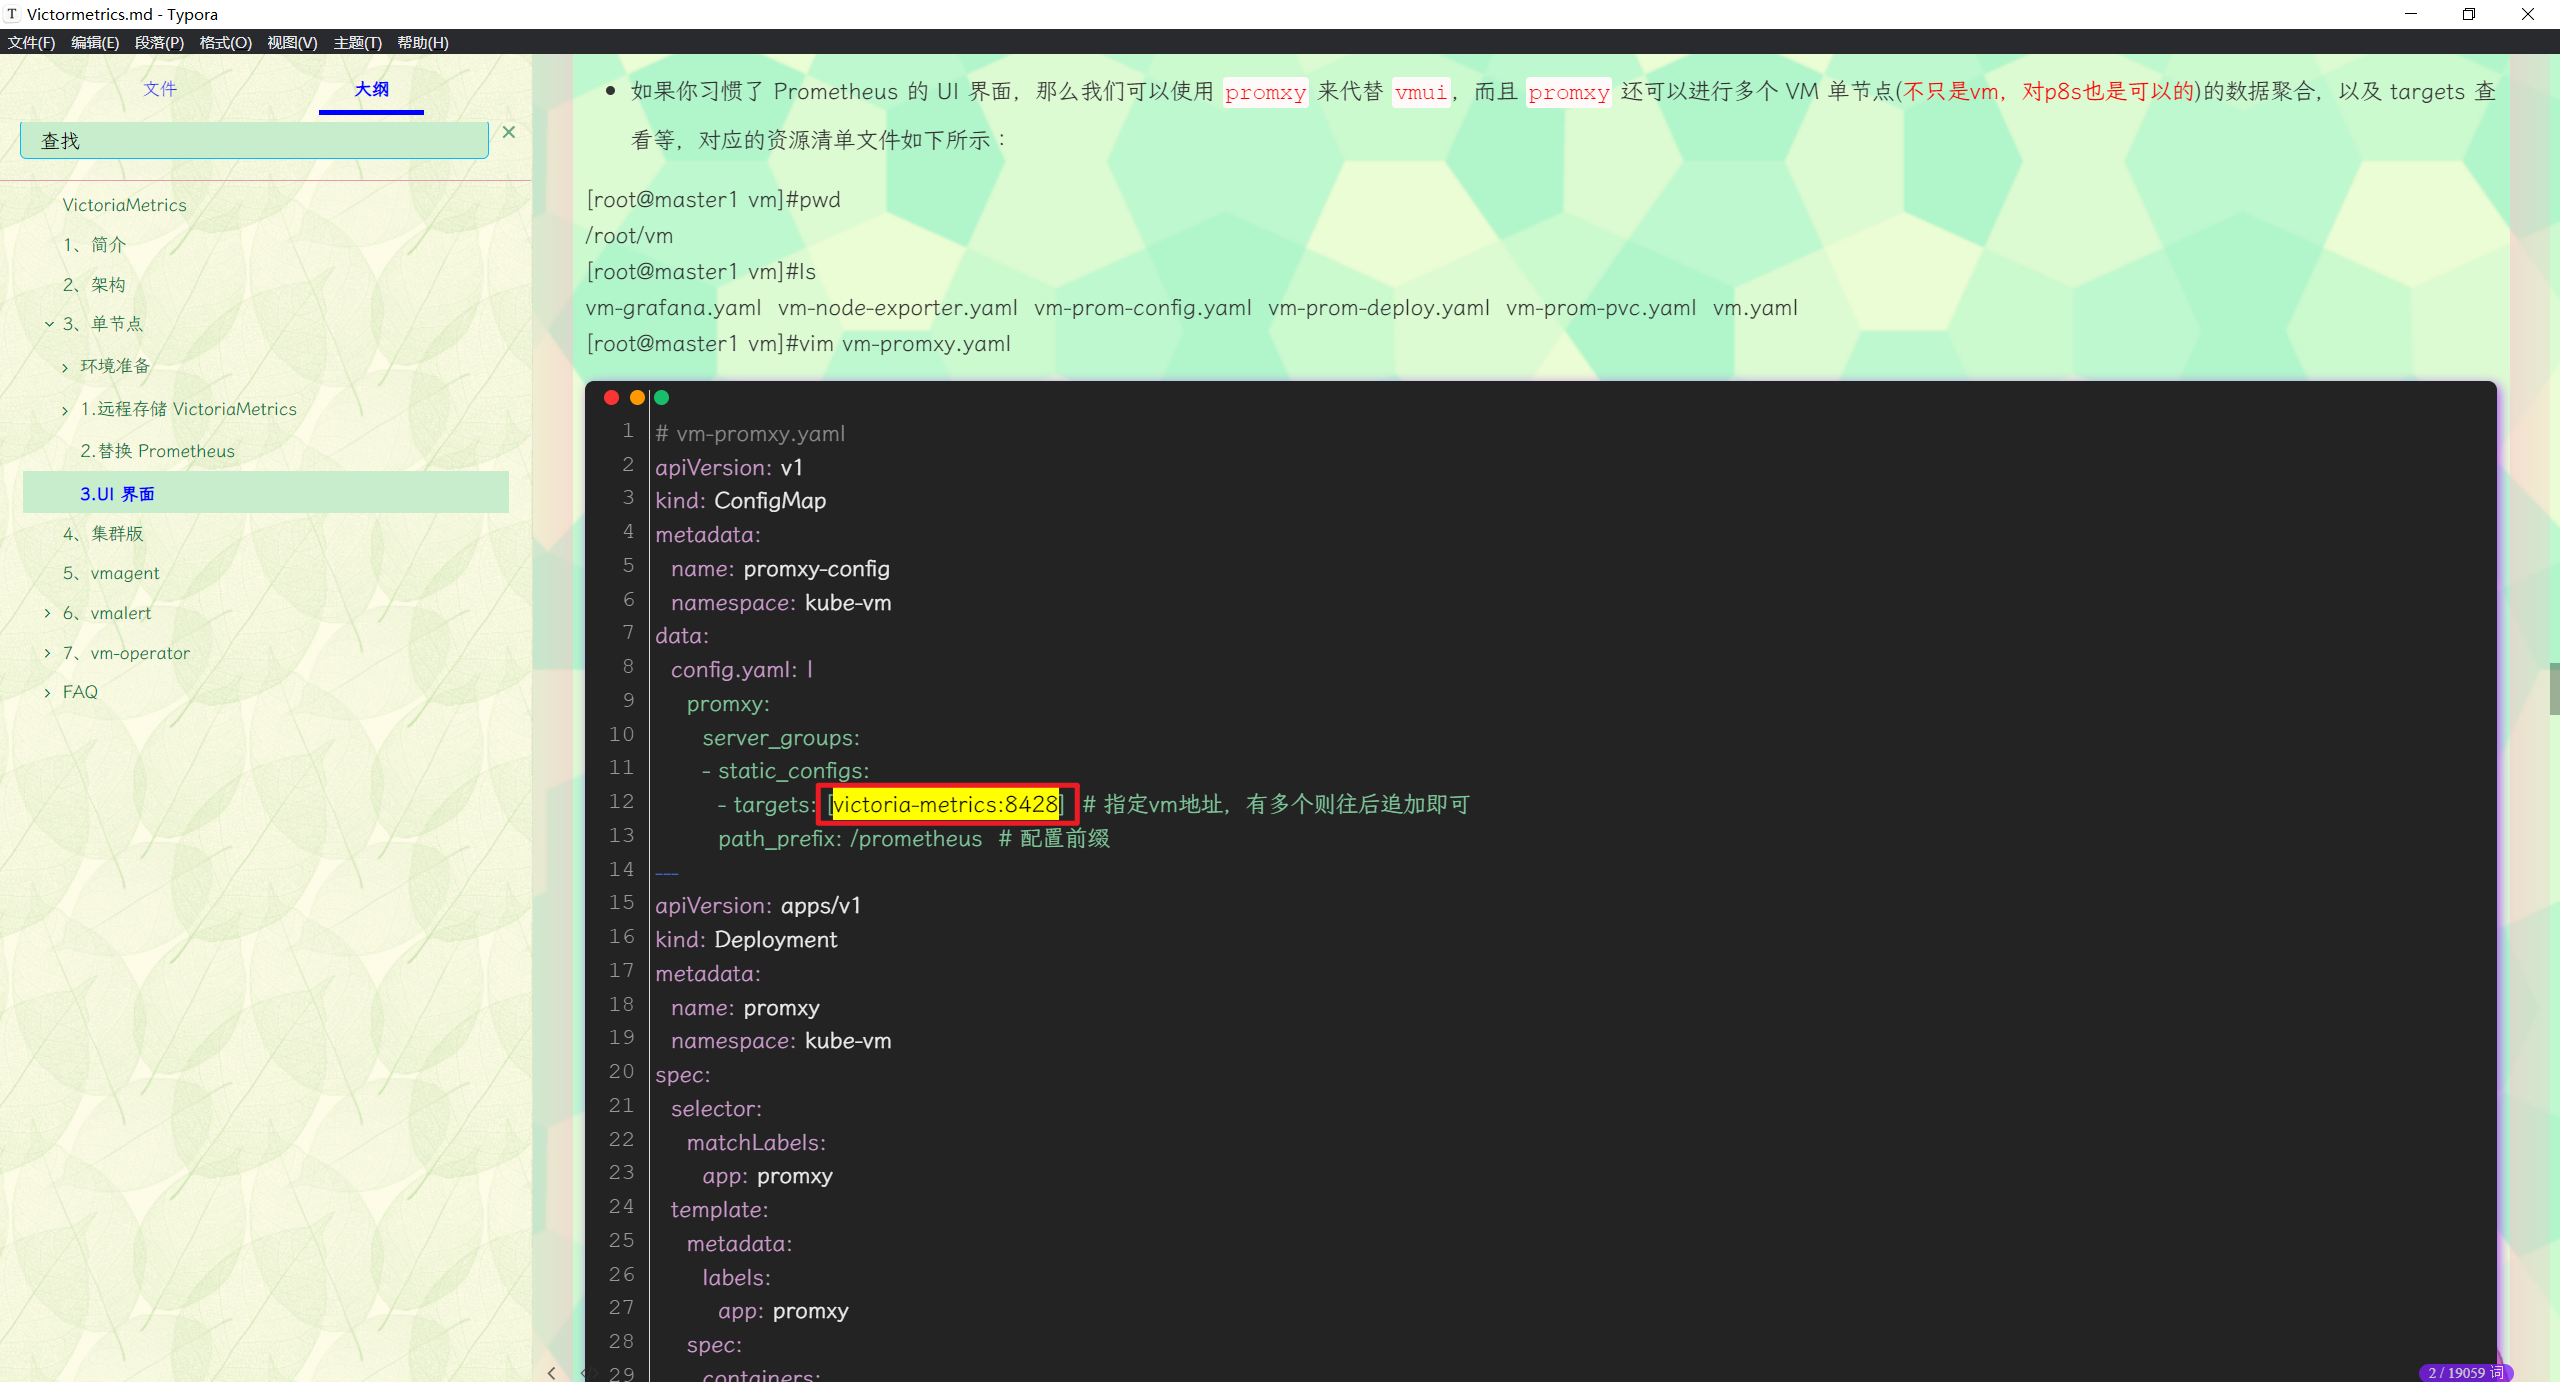 Victormetrics.md - Typora
文件(F) 编辑(E) 段落(P) 格式(O) 视图(V) 主题(T) 帮助(H)
文件 大纲
查找
VictoriaMetrics
1、简介
2、架构
3、单节点
环境准备
1.远程存储 VictoriaMetrics
2.替换 Prometheus
3.UI 界面
4、集群版
5、vmagent
6、vmalert
7、vm-operator
FAQ
如果你习惯了 Prometheus 的 UI 界面，那么我们可以使用 promxy 来代替 vmui，而且 promxy 还可以进行多个 VM 单节点(不只是vm，对p8s也是可以的)的数据聚合，以及 targets 查
看等，对应的资源清单文件如下所示：
[root@master1 vm]#pwd
/root/vm
[root@master1 vm]#ls
vm-grafana.yaml  vm-node-exporter.yaml  vm-prom-config.yaml  vm-prom-deploy.yaml  vm-prom-pvc.yaml  vm.yaml
[root@master1 vm]#vim vm-promxy.yaml
1 # vm-promxy.yaml
2 apiVersion: v1
3 kind: ConfigMap
4 metadata:
5   name: promxy-config
6   namespace: kube-vm
7 data:
8   config.yaml: |
9     promxy:
10       server_groups:
11       - static_configs:
12         - targets: [victoria-metrics:8428]  # 指定vm地址，有多个则往后追加即可
13         path_prefix: /prometheus  # 配置前缀
14 ---
15 apiVersion: apps/v1
16 kind: Deployment
17 metadata:
18   name: promxy
19   namespace: kube-vm
20 spec:
21   selector:
22     matchLabels:
23       app: promxy
24   template:
25     metadata:
26       labels:
27         app: promxy
28     spec:
29       containers:
2 / 19059 词